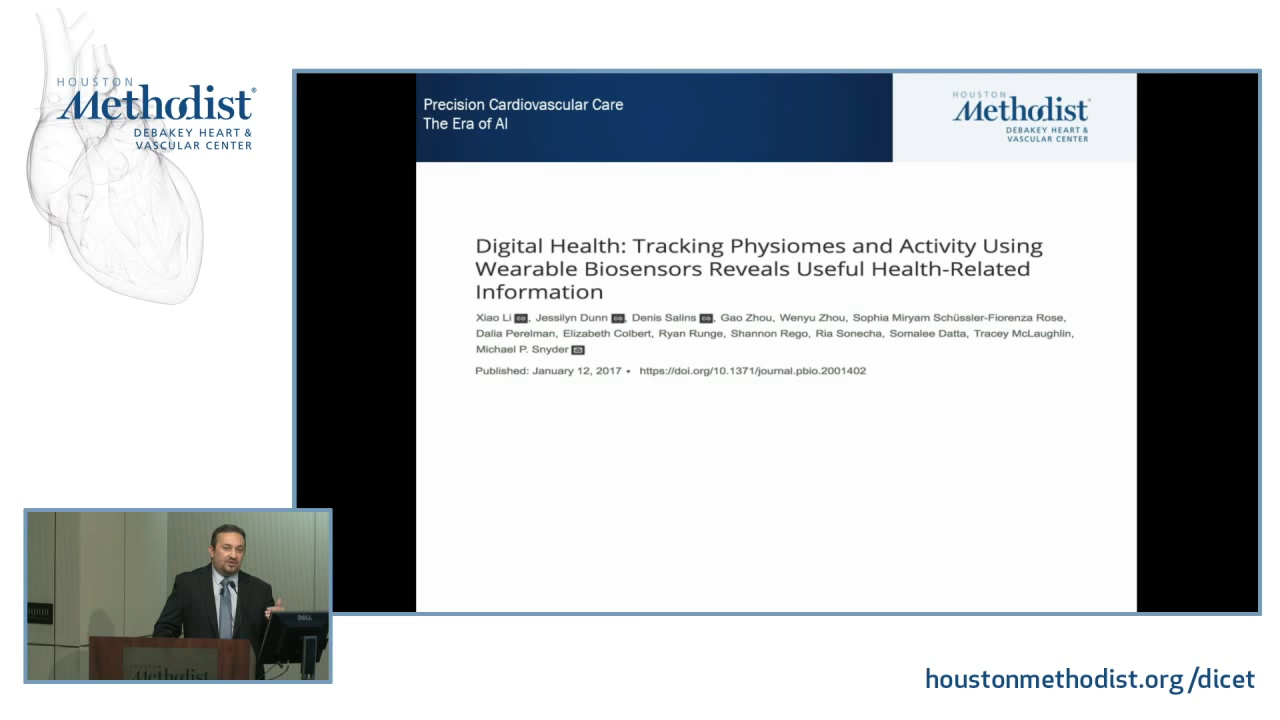 HOUSTON
Methodist®
DEBAKEY HEART &
VASCULAR CENTER
Precision Cardiovascular Care
The Era of AI
HOUSTON
Methodist®
DEBAKEY HEART &
VASCULAR CENTER
Digital Health: Tracking Physiomes and Activity Using
Wearable Biosensors Reveals Useful Health-Related
Information
Xiao Li, Jessilyn Dunn, Denis Salins, Gao Zhou, Wenyu Zhou, Sophia Miryam Schüssler-Fiorenza Rose,
Dalia Perelman, Elizabeth Colbert, Ryan Runge, Shannon Rego, Ria Sonecha, Somalee Datta, Tracey McLaughlin,
Michael P. Snyder
Published: January 12, 2017 • https://doi.org/10.1371/journal.pbio.2001402
DELL
HOUSTON
Methodist
houstonmethodist.org/dicet